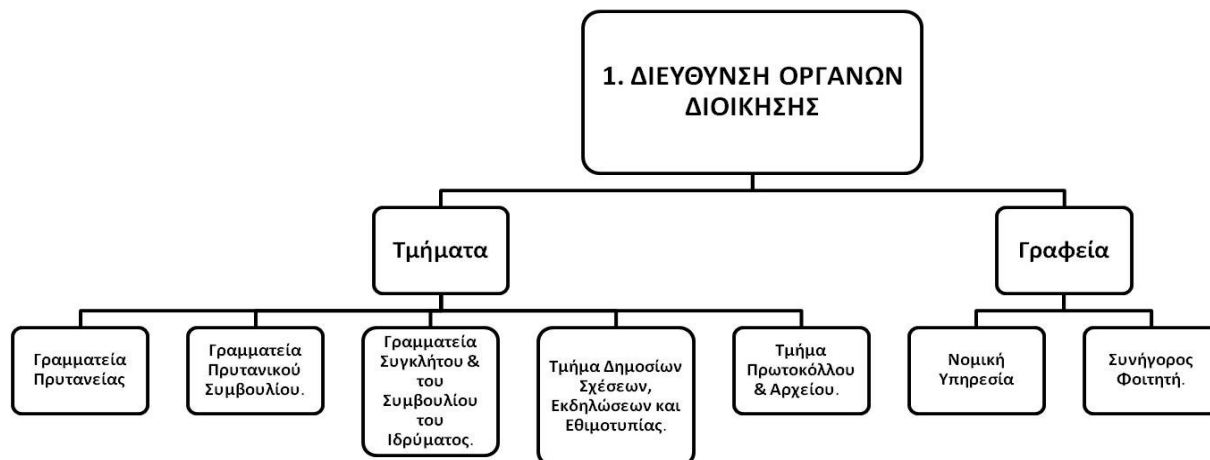 1. ΔΙΕΥΘΥΝΣΗ ΟΡΓΑΝΩΝ
ΔΙΟΙΚΗΣΗΣ
Τμήματα
Γραφεία
Γραμματεία
Πρυτανείας
Γραμματεία
Πρυτανικού
Συμβουλίου.
Γραμματεία
Συγκλήτου &
του
Συμβουλίου
του
Ιδρύματος.
Τμήμα Δημοσίων
Σχέσεων,
Εκδηλώσεων και
Εθιμοτυπίας.
Τμήμα
Πρωτοκόλλου
& Αρχείου.
Νομική
Υπηρεσία
Συνήγορος
Φοιτητή.